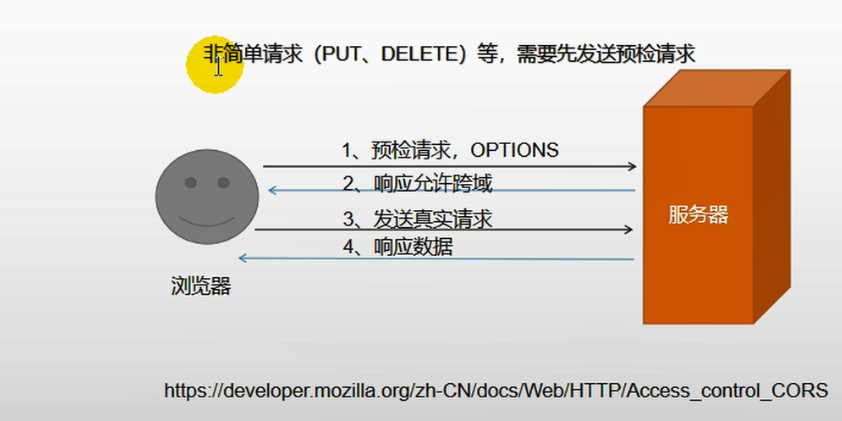 非简单请求（PUT、DELETE）等，需要先发送预检请求
1、预检请求，OPTIONS
2、响应允许跨域
3、发送真实请求
4、响应数据
服务器
浏览器
https://developer.mozilla.org/zh-CN/docs/Web/HTTP/Access_control_CORS